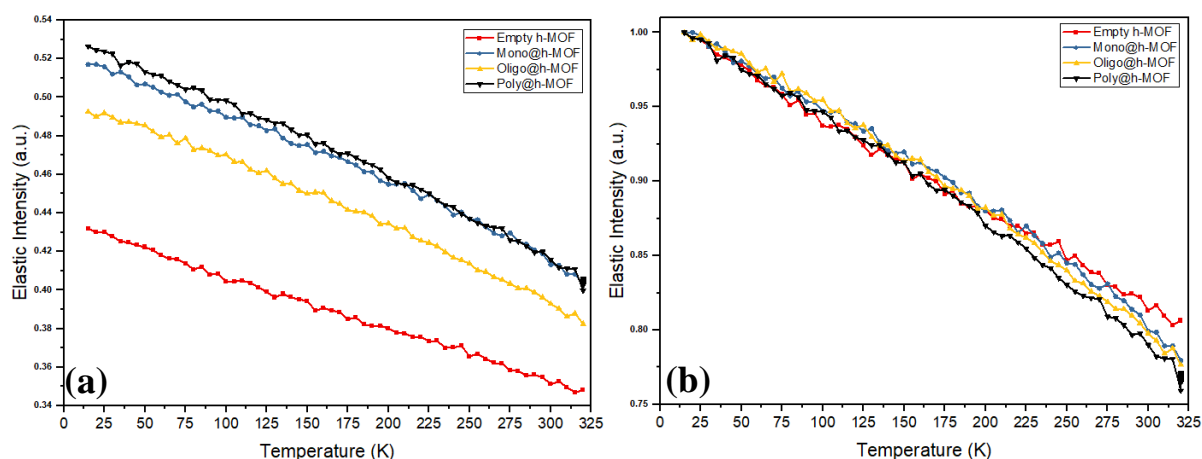 0.54
0.52
0.50
0.48
0.46
0.44
0.42
0.40
0.38
0.36
0.34
Elastic Intensity (a.u.)
Empty h-MOF
Mono@h-MOF
Oligo@h-MOF
Poly@h-MOF
(a)
0 25 50 75 100 125 150 175 200 225 250 275 300 325
Temperature (K)
1.00
0.95
0.90
0.85
0.80
0.75
Elastic Intensity (a.u.)
Empty h-MOF
Mono@h-MOF
Oligo@h-MOF
Poly@h-MOF
(b)
0 25 50 75 100 125 150 175 200 225 250 275 300 325
Temperature (K)